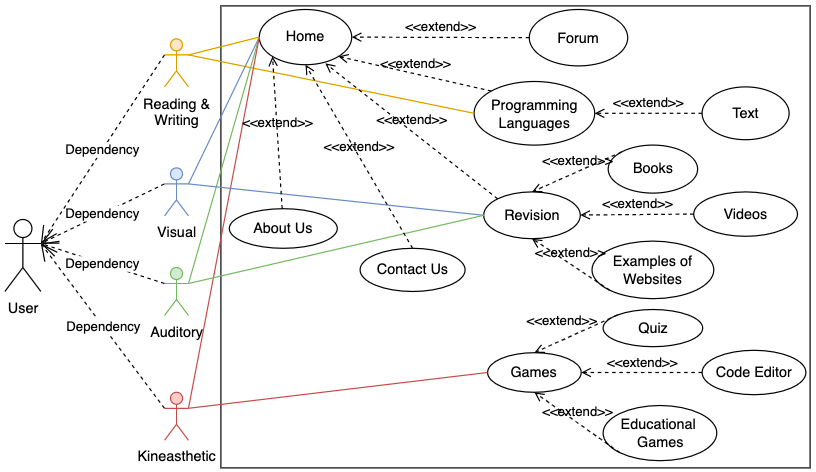 Home
<<extend>>
Forum
<<extend>>
Reading &
Writing
Programming
Languages
<<extend>>
Text
<<extend>>
<<extend>>
Dependency
<<extend>>
<<extend>>
Books
Visual
Dependency
About Us
Revision
<<extend>>
Videos
User
Dependency
Contact Us
<<extend>>
Examples of
Websites
Auditory
Dependency
<<extend>>
Quiz
Games
<<extend>>
Code Editor
<<extend>>
Educational
Games
Kineasthetic